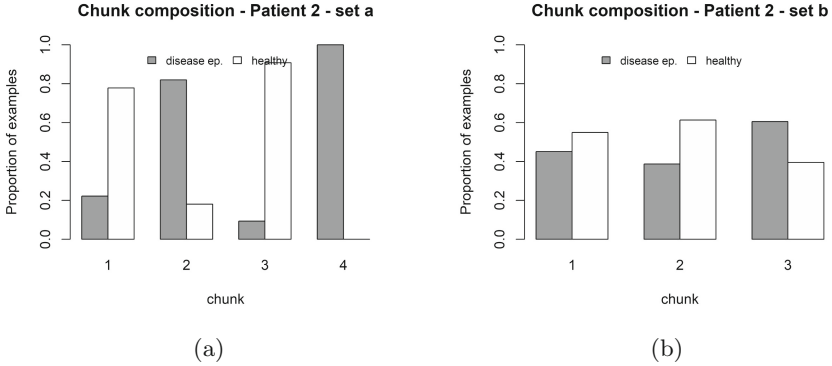 Chunk composition - Patient 2 - set a
disease ep. healthy
Proportion of examples
0.0 0.2 0.4 0.6 0.8 1.0
1 2 3 4
chunk
(a)
Chunk composition - Patient 2 - set b
disease ep. healthy
Proportion of examples
0.0 0.2 0.4 0.6 0.8 1.0
1 2 3
chunk
(b)